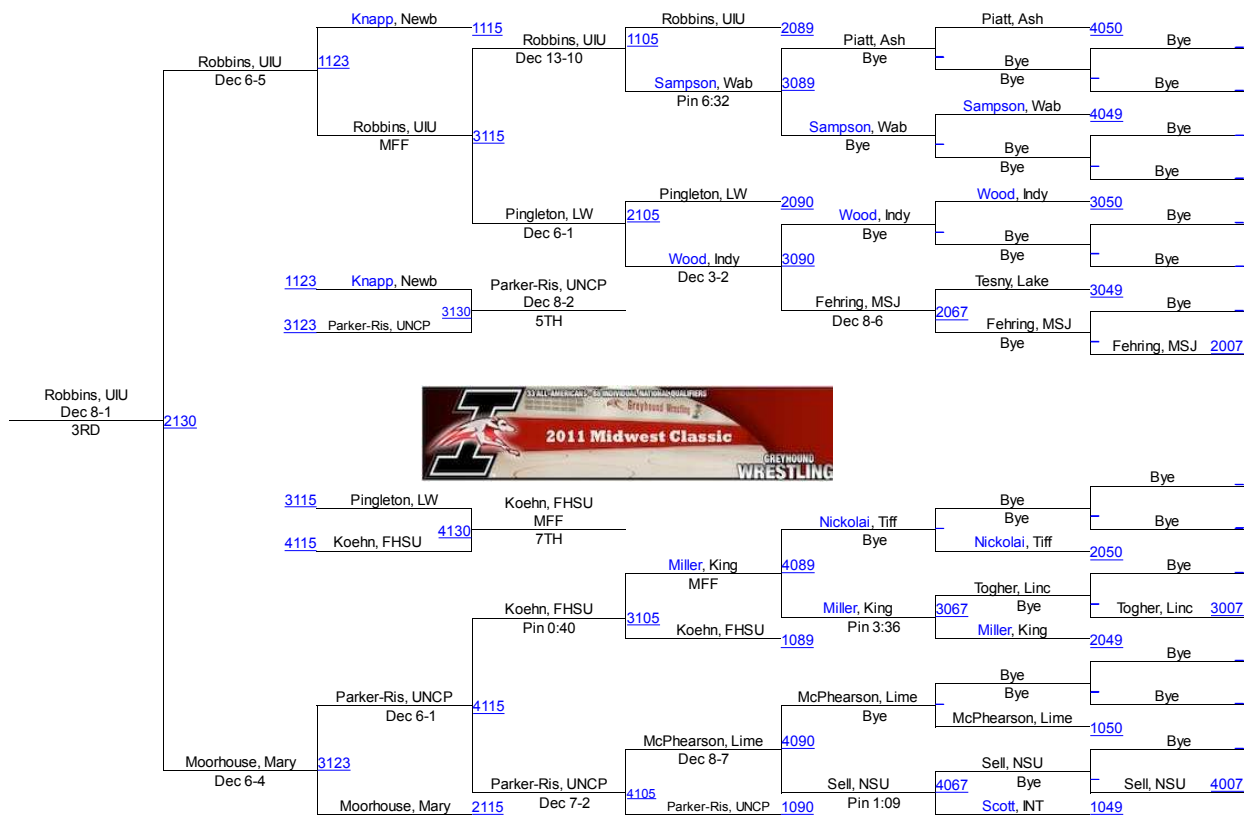 Knapp, Newb
1115
Robbins, UIU
2089
Piatt, Ash
4050
Bye
Robbins, UIU
Dec 13-10
1105
Piatt, Ash
Bye
Robbins, UIU
Dec 6-5
1123
Bye
Bye
Sampson, Wab
Pin 6:32
3089
Bye
Sampson, Wab
4049
Robbins, UIU
MFF
3115
Sampson, Wab
Bye
Bye
Bye
Bye
Bye
Pingleton, LW
2090
Wood, Indy
3050
Pingleton, LW
Dec 6-1
2105
Wood, Indy
Bye
Bye
Bye
Bye
Wood, Indy
Dec 3-2
3090
Bye
1123
Knapp, Newb
Parker-Ris, UNCP
Dec 8-2
5TH
3130
Tesny, Lake
3049
Fehring, MSJ
Dec 8-6
2067
Bye
3123
Parker-Ris, UNCP
Fehring, MSJ
Bye
Fehring, MSJ
2007
Robbins, UIU
Dec 8-1
3RD
2130
33 ALL-AMERICANS - 68 INDIVIDUAL NATIONAL QUALIFIERS
Greyhound Wrestling
2011 Midwest Classic
GREYHOUND
WRESTLING
3115
Pingleton, LW
Koehn, FHSU
MFF
7TH
4130
4115
Koehn, FHSU
Bye
Bye
Bye
Nickolai, Tiff
Bye
Bye
Nickolai, Tiff
2050
Miller, King
MFF
4089
Bye
Koehn, FHSU
Pin 0:40
3105
Miller, King
Pin 3:36
3067
Togher, Linc
Bye
Togher, Linc
3007
Koehn, FHSU
1089
Miller, King
2049
Bye
Parker-Ris, UNCP
Dec 6-1
4115
McPhearson, Lime
Bye
Bye
Bye
Bye
McPhearson, Lime
1050
McPhearson, Lime
Dec 8-7
4090
Bye
Moorhouse, Mary
Dec 6-4
3123
Parker-Ris, UNCP
Dec 7-2
4105
Sell, NSU
Pin 1:09
4067
Sell, NSU
Bye
Sell, NSU
4007
Moorhouse, Mary
2115
Parker-Ris, UNCP
1090
Scott, INT
1049